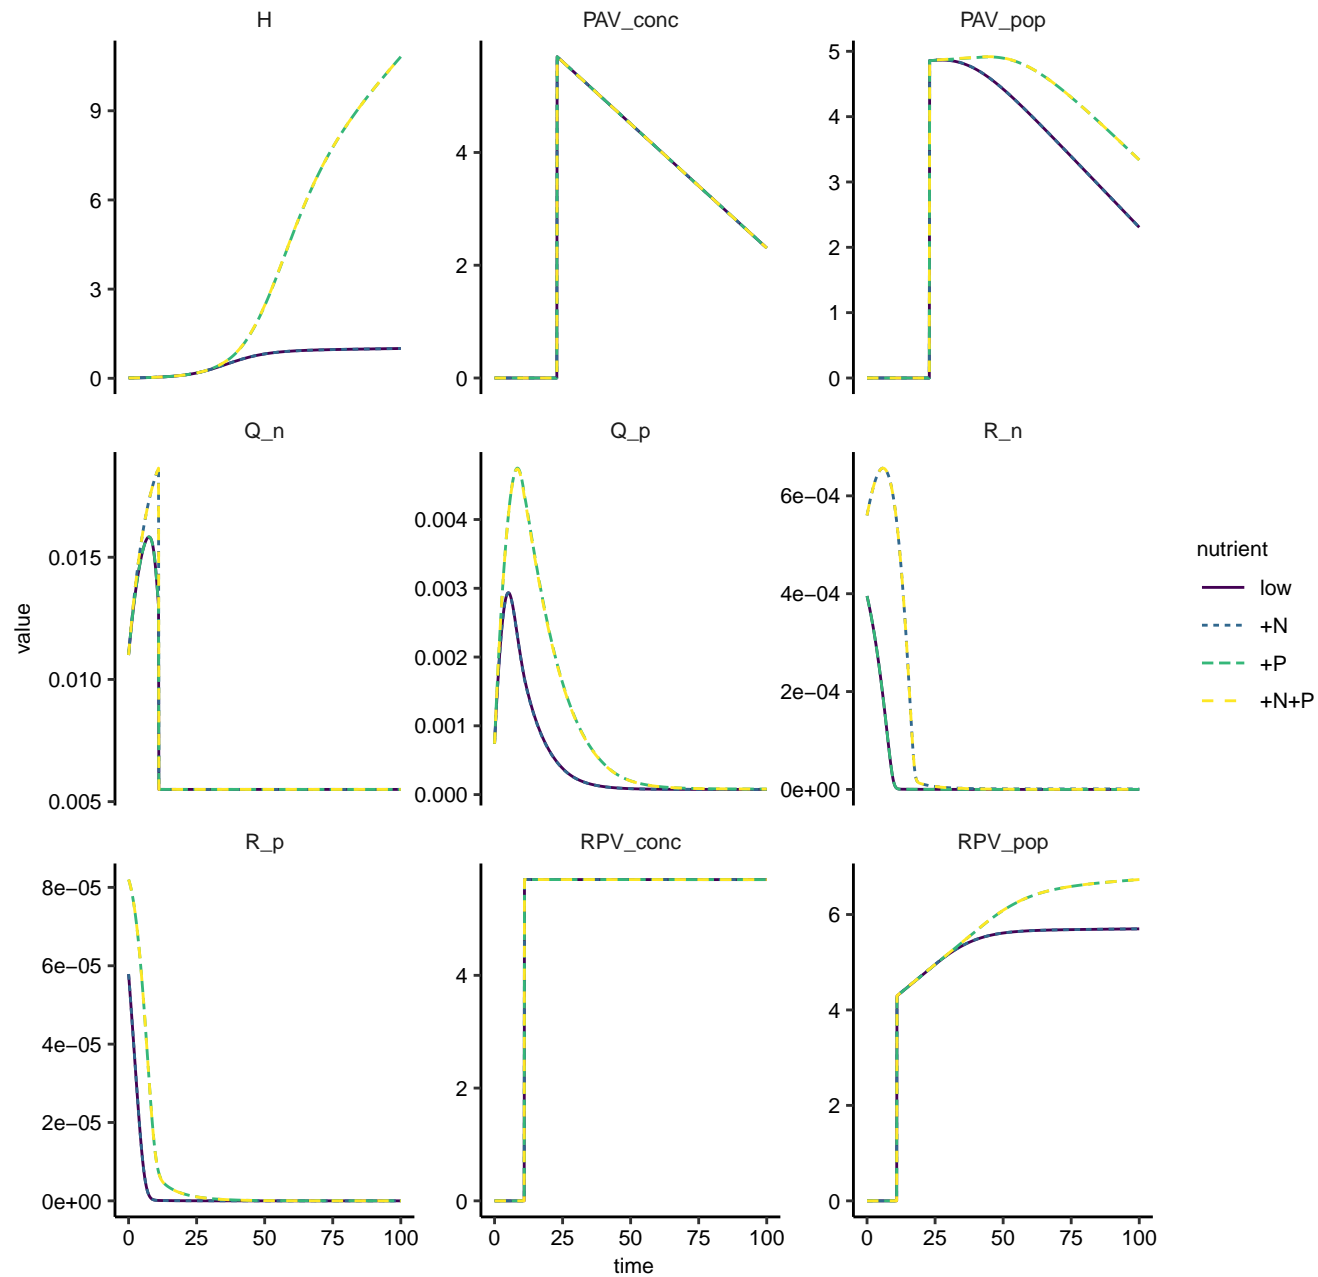 H
PAV_conc
PAV_pop
9
6
3
0
4
2
0
5
4
3
2
1
0
Q_n
Q_p
R_n
0.015
0.010
0.005
0.004
0.003
0.002
0.001
0.000
6e−04
4e−04
2e−04
0e+00
R_p
RPV_conc
RPV_pop
8e−05
6e−05
4e−05
2e−05
0e+00
4
2
0
6
4
2
0
0 25 50 75 100
0 25 50 75 100
0 25 50 75 100
time
value
nutrient
low
+N
+P
+N+P